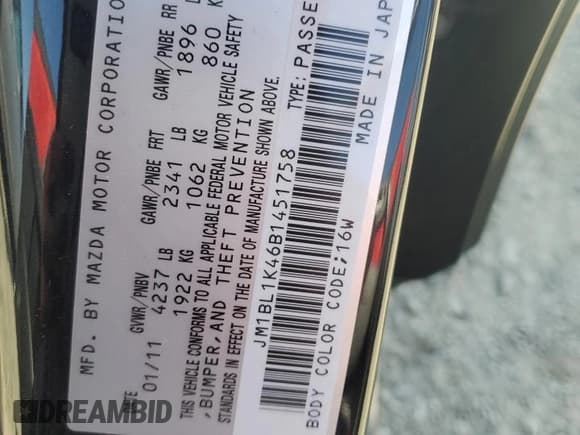 MFD. BY MAZDA MOTOR CORPORATION
DATE GVWR/PNBV GAWR/PNBE FRT GAWR/PNBE RR
01/11 4237 LB 2341 LB 1896 L
1922 KG 1062 KG 860 K
THIS VEHICLE CONFORMS TO ALL APPLICABLE FEDERAL MOTOR VEHICLE SAFETY
,BUMPER,AND THEFT PREVENTION
STANDARDS IN EFFECT ON THE DATE OF MANUFACTURE SHOWN ABOVE.
JM1BL1K46B1451758 TYPE: PASSE
BODY COLOR CODE;16W MADE IN JAP
DREAMBID